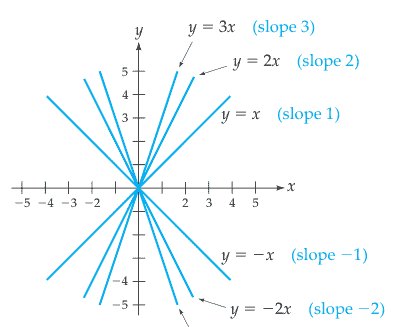 y
y = 3x (slope 3)
y = 2x (slope 2)
5
4
3
y = x (slope 1)
x
−5 −4 −3 −2 2 3 4 5
y = −x (slope −1)
−4
−5
y = −2x (slope −2)